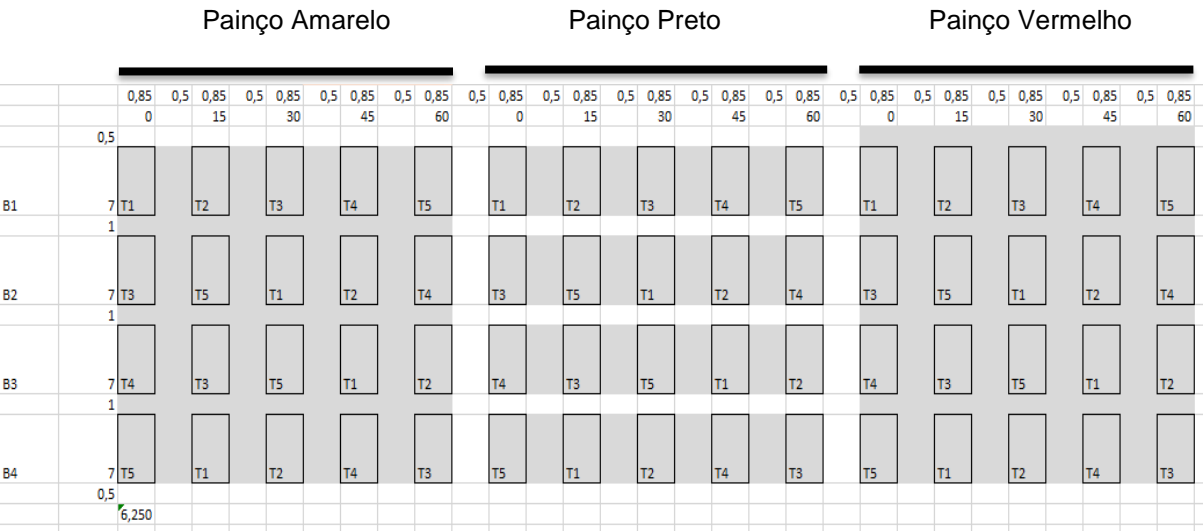 Painço Amarelo Painço Preto Painço Vermelho
0,85 0,5 0,85 0,5 0,85 0,5 0,85 0,5 0,85 0,5 0,85 0,5 0,85 0,5 0,85 0,5 0,85 0,5 0,85 0,5 0,85 0,5 0,85 0,5 0,85 0,5 0,85 0,5 0,85
0 15 30 45 60 0 15 30 45 60 0 15 30 45 60
0,5
B1 7 T1 T2 T3 T4 T5 T1 T2 T3 T4 T5 T1 T2 T3 T4 T5
1
B2 7 T3 T5 T1 T2 T4 T3 T5 T1 T2 T4 T3 T5 T1 T2 T4
1
B3 7 T4 T3 T5 T1 T2 T4 T3 T5 T1 T2 T4 T3 T5 T1 T2
1
B4 7 T5 T1 T2 T4 T3 T5 T1 T2 T4 T3 T5 T1 T2 T4 T3
0,5
6,250